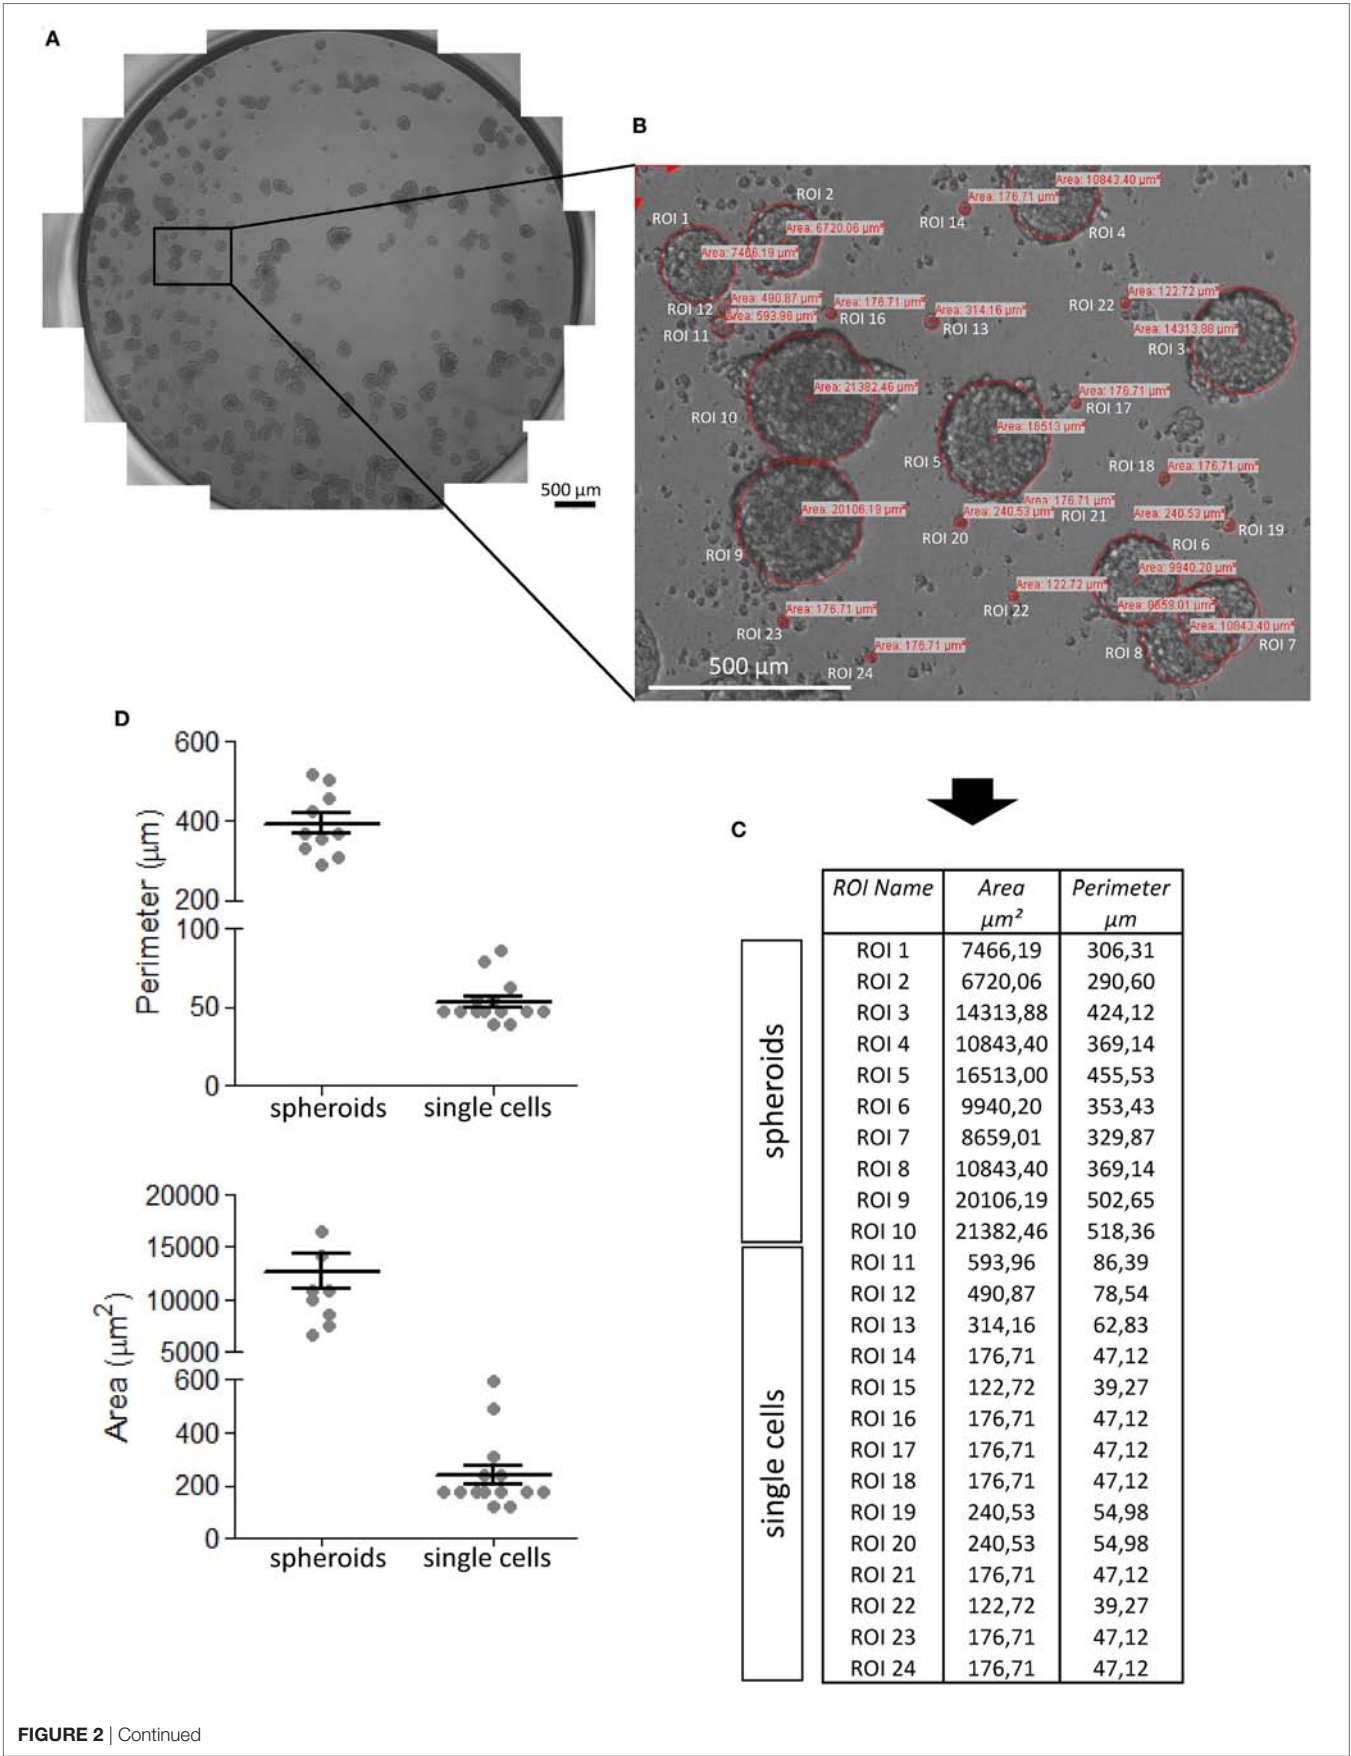 A
500 µm
B
ROI 1
ROI 2
Area: 6720.06 µm²
Area: 7466.19 µm²
Area: 10843.40 µm²
Area: 176.71 µm²
ROI 14
ROI 4
ROI 12
Area: 490.87 µm²
Area: 593.96 µm²
ROI 11
Area: 176.71 µm²
ROI 16
Area: 314.16 µm²
ROI 13
ROI 22
Area: 122.72 µm²
Area: 14313.88 µm²
ROI 3
Area: 21382.46 µm²
ROI 10
Area: 176.71 µm²
ROI 17
Area: 16513 µm²
ROI 5
ROI 18
Area: 176.71 µm²
Area: 20106.19 µm²
ROI 9
Area: 176.71 µm²
Area: 240.53 µm²
ROI 21
ROI 20
Area: 240.53 µm²
ROI 19
ROI 6
Area: 9940.20 µm²
Area: 122.72 µm²
ROI 22
Area: 8659.01 µm²
Area: 10843.40 µm²
ROI 8
ROI 7
Area: 176.71 µm²
ROI 23
Area: 176.71 µm²
ROI 24
500 µm
C
ROI Name Area µm² Perimeter µm
spheroids
ROI 1 7466,19 306,31
ROI 2 6720,06 290,60
ROI 3 14313,88 424,12
ROI 4 10843,40 369,14
ROI 5 16513,00 455,53
ROI 6 9940,20 353,43
ROI 7 8659,01 329,87
ROI 8 10843,40 369,14
ROI 9 20106,19 502,65
ROI 10 21382,46 518,36
single cells
ROI 11 593,96 86,39
ROI 12 490,87 78,54
ROI 13 314,16 62,83
ROI 14 176,71 47,12
ROI 15 122,72 39,27
ROI 16 176,71 47,12
ROI 17 176,71 47,12
ROI 18 176,71 47,12
ROI 19 240,53 54,98
ROI 20 240,53 54,98
ROI 21 176,71 47,12
ROI 22 122,72 39,27
ROI 23 176,71 47,12
ROI 24 176,71 47,12
D
Perimeter (µm)
600
400
200
100
50
0
spheroids single cells
Area (µm²)
20000
15000
10000
5000
600
400
200
0
spheroids single cells
FIGURE 2 | Continued